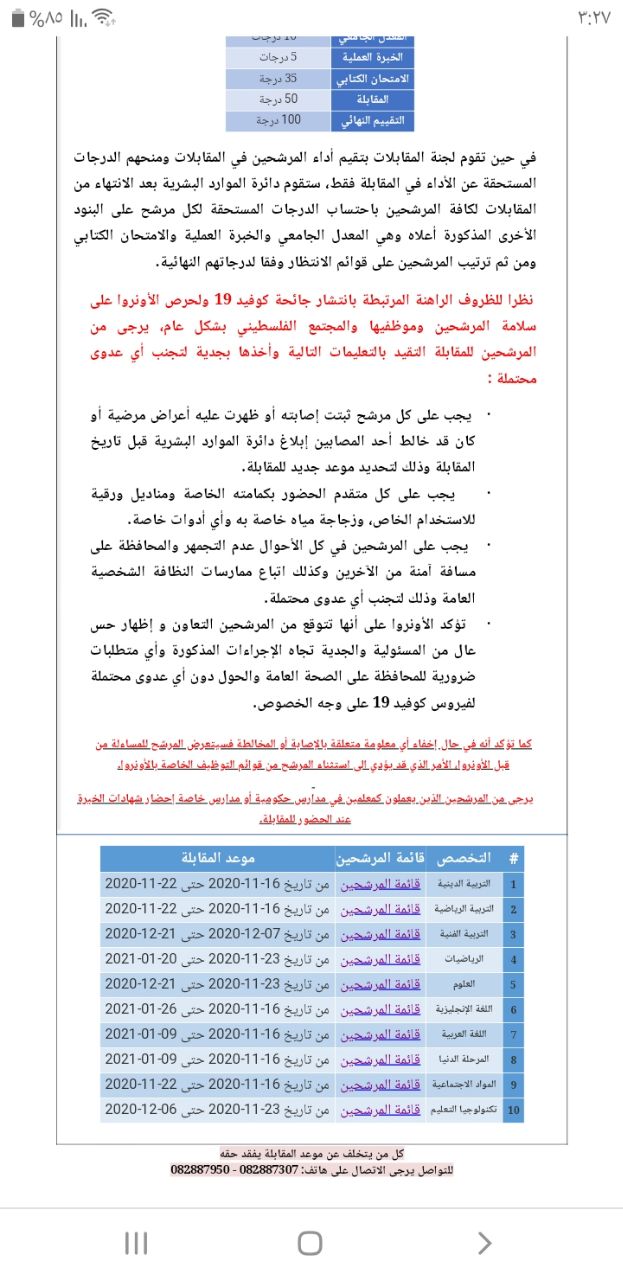 ٣:٢٧
%٨٥
المعدل الجامعي 10 درجات
الخبرة العملية 5 درجات
الامتحان الكتابي 35 درجة
المقابلة 50 درجة
التقييم النهائي 100 درجة
في حين تقوم لجنة المقابلات بتقيم أداء المرشحين في المقابلات ومنحهم الدرجات
المستحقة عن الأداء في المقابلة فقط، ستقوم دائرة الموارد البشرية بعد الانتهاء من
المقابلات لكافة المرشحين باحتساب الدرجات المستحقة لكل مرشح على البنود
الأخرى المذكورة أعلاه وهي المعدل الجامعي والخبرة العملية والامتحان الكتابي
ومن ثم ترتيب المرشحين على قوائم الانتظار وفقا لدرجاتهم النهائية.
نظرا للظروف الراهنة المرتبطة بانتشار جائحة كوفيد 19 ولحرص الأونروا على
سلامة المرشحين وموظفيها والمجتمع الفلسطيني بشكل عام، يرجى من
المرشحين للمقابلة التقيد بالتعليمات التالية وأخذها بجدية لتجنب أي عدوى
محتملة :
· يجب على كل مرشح ثبتت إصابته أو ظهرت عليه أعراض مرضية أو
كان قد خالط أحد المصابين إبلاغ دائرة الموارد البشرية قبل تاريخ
المقابلة وذلك لتحديد موعد جديد للمقابلة.
· يجب على كل متقدم الحضور بكمامته الخاصة ومناديل ورقية
للاستخدام الخاص، وزجاجة مياه خاصة به وأي أدوات خاصة.
· يجب على المرشحين في كل الأحوال عدم التجمهر والمحافظة على
مسافة آمنة من الآخرين وكذلك اتباع ممارسات النظافة الشخصية
العامة وذلك لتجنب أي عدوى محتملة.
· تؤكد الأونروا على أنها تتوقع من المرشحين التعاون و إظهار حس
عال من المسئولية والجدية تجاه الإجراءات المذكورة وأي متطلبات
ضرورية للمحافظة على الصحة العامة والحول دون أي عدوى محتملة
لفيروس كوفيد 19 على وجه الخصوص.
كما تؤكد أنه في حال إخفاء أي معلومة متعلقة بالإصابة أو المخالطة فسيتعرض المرشح للمساءلة من
قبل الأونروا، الأمر الذي قد يؤدي الى استثناء المرشح من قوائم التوظيف الخاصة بالأونروا.
يرجى من المرشحين الذين يعملون كمعلمين في مدارس حكومية أو مدارس خاصة إحضار شهادات الخبرة
عند الحضور للمقابلة.
# التخصص قائمة المرشحين موعد المقابلة
1 التربية الدينية قائمة المرشحين من تاريخ 16-11-2020 حتى 22-11-2020
2 التربية الرياضية قائمة المرشحين من تاريخ 16-11-2020 حتى 22-11-2020
3 التربية الفنية قائمة المرشحين من تاريخ 07-12-2020 حتى 21-12-2020
4 الرياضيات قائمة المرشحين من تاريخ 23-11-2020 حتى 20-01-2021
5 العلوم قائمة المرشحين من تاريخ 23-11-2020 حتى 21-12-2020
6 اللغة الإنجليزية قائمة المرشحين من تاريخ 16-11-2020 حتى 26-01-2021
7 اللغة العربية قائمة المرشحين من تاريخ 16-11-2020 حتى 09-01-2021
8 المرحلة الدنيا قائمة المرشحين من تاريخ 16-11-2020 حتى 09-01-2021
9 المواد الاجتماعية قائمة المرشحين من تاريخ 16-11-2020 حتى 22-11-2020
10 تكنولوجيا التعليم قائمة المرشحين من تاريخ 23-11-2020 حتى 06-12-2020
كل من يتخلف عن موعد المقابلة يفقد حقه
للتواصل يرجى الاتصال على هاتف: 082887307 - 082887950